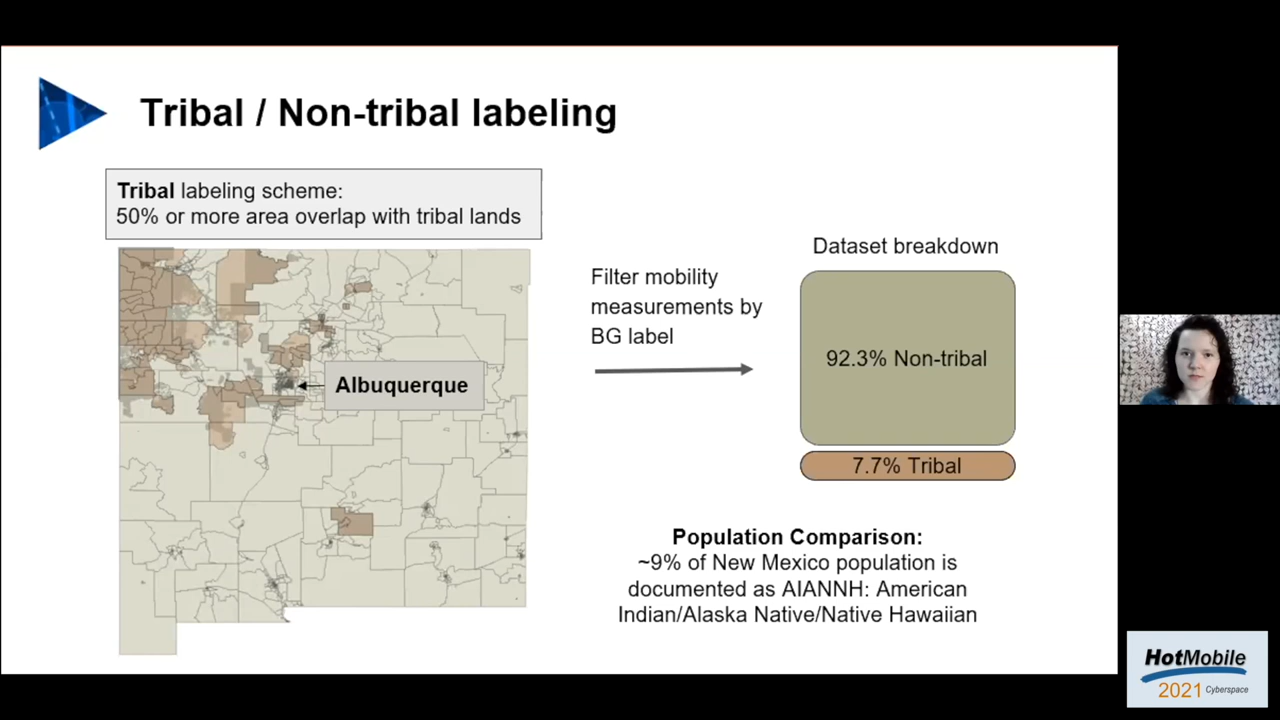 Tribal / Non-tribal labeling
Tribal labeling scheme:
50% or more area overlap with tribal lands
Albuquerque
Filter mobility
measurements by
BG label
Dataset breakdown
92.3% Non-tribal
7.7% Tribal
Population Comparison:
~9% of New Mexico population is
documented as AIANNH: American
Indian/Alaska Native/Native Hawaiian
HotMobile
2021 Cyberspace